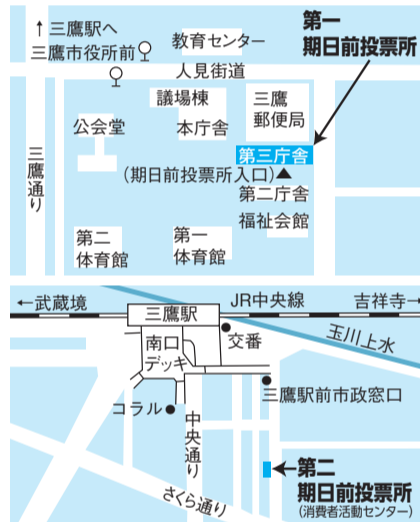 ↑三鷹駅へ
三鷹市役所前
教育センター
第一
期日前投票所
人見街道
議場棟
三鷹
郵便局
公会堂
本庁舎
三鷹通り
第三庁舎
(期日前投票所入口)▲
第二庁舎
福祉会館
第二
体育館
第一
体育館
←武蔵境
三鷹駅
JR中央線
吉祥寺→
玉川上水
南口
デッキ
交番
三鷹駅前市政窓口
コラル
中央通り
第二
期日前投票所
(消費者活動センター)
さくら通り